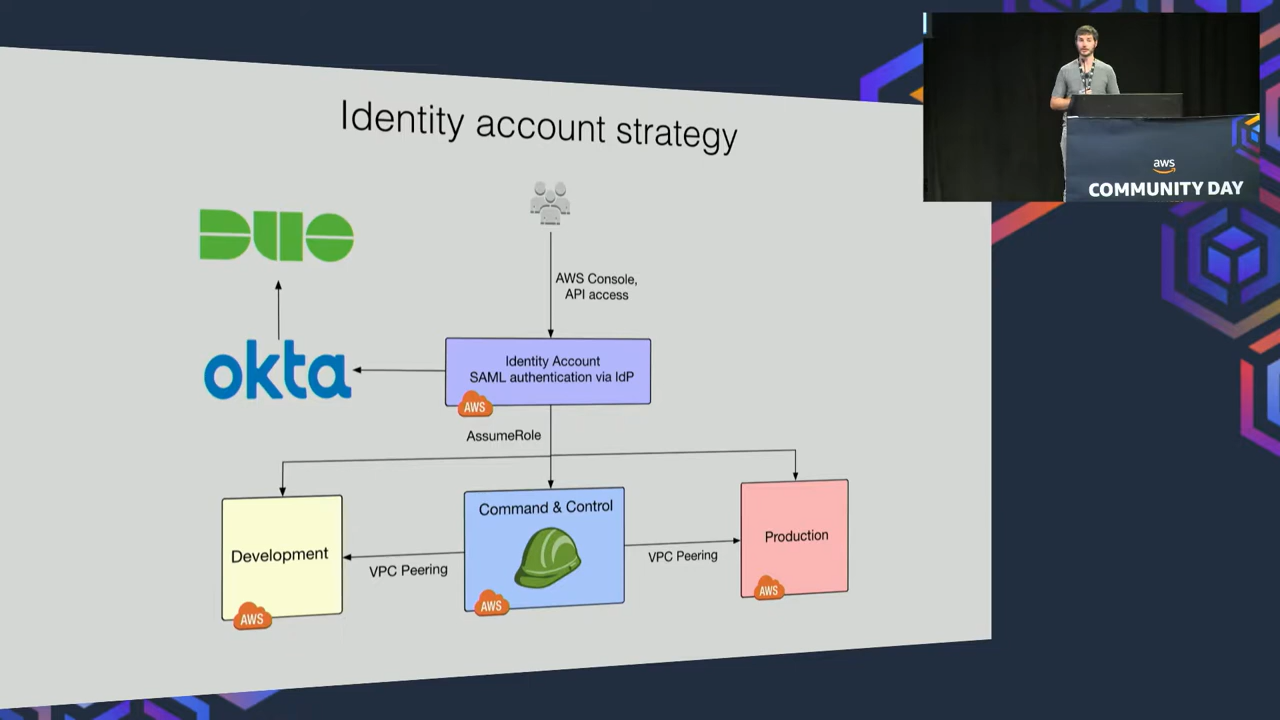 Identity account strategy
DUO
AWS Console,
API access
okta
Identity Account
SAML authentication via IdP
AWS
AssumeRole
Development
AWS
VPC Peering
Command & Control
AWS
VPC Peering
Production
AWS
aws
COMMUNITY DAY